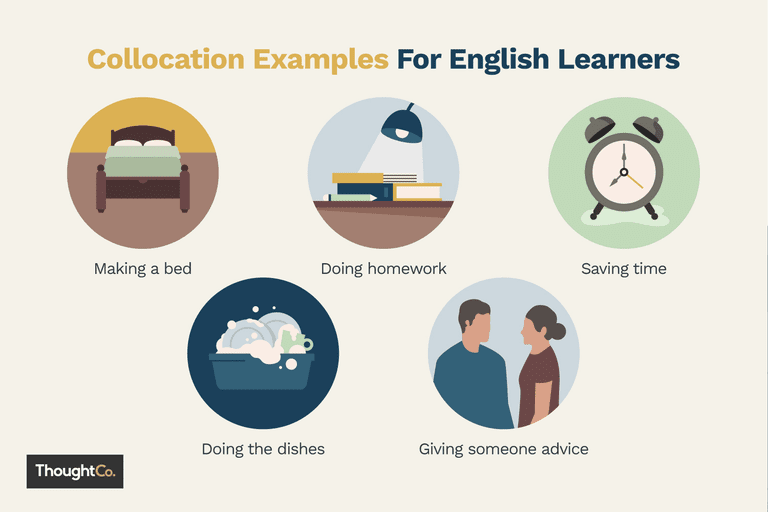 Collocation Examples For English Learners
Making a bed
Doing homework
Saving time
Doing the dishes
Giving someone advice
ThoughtCo.